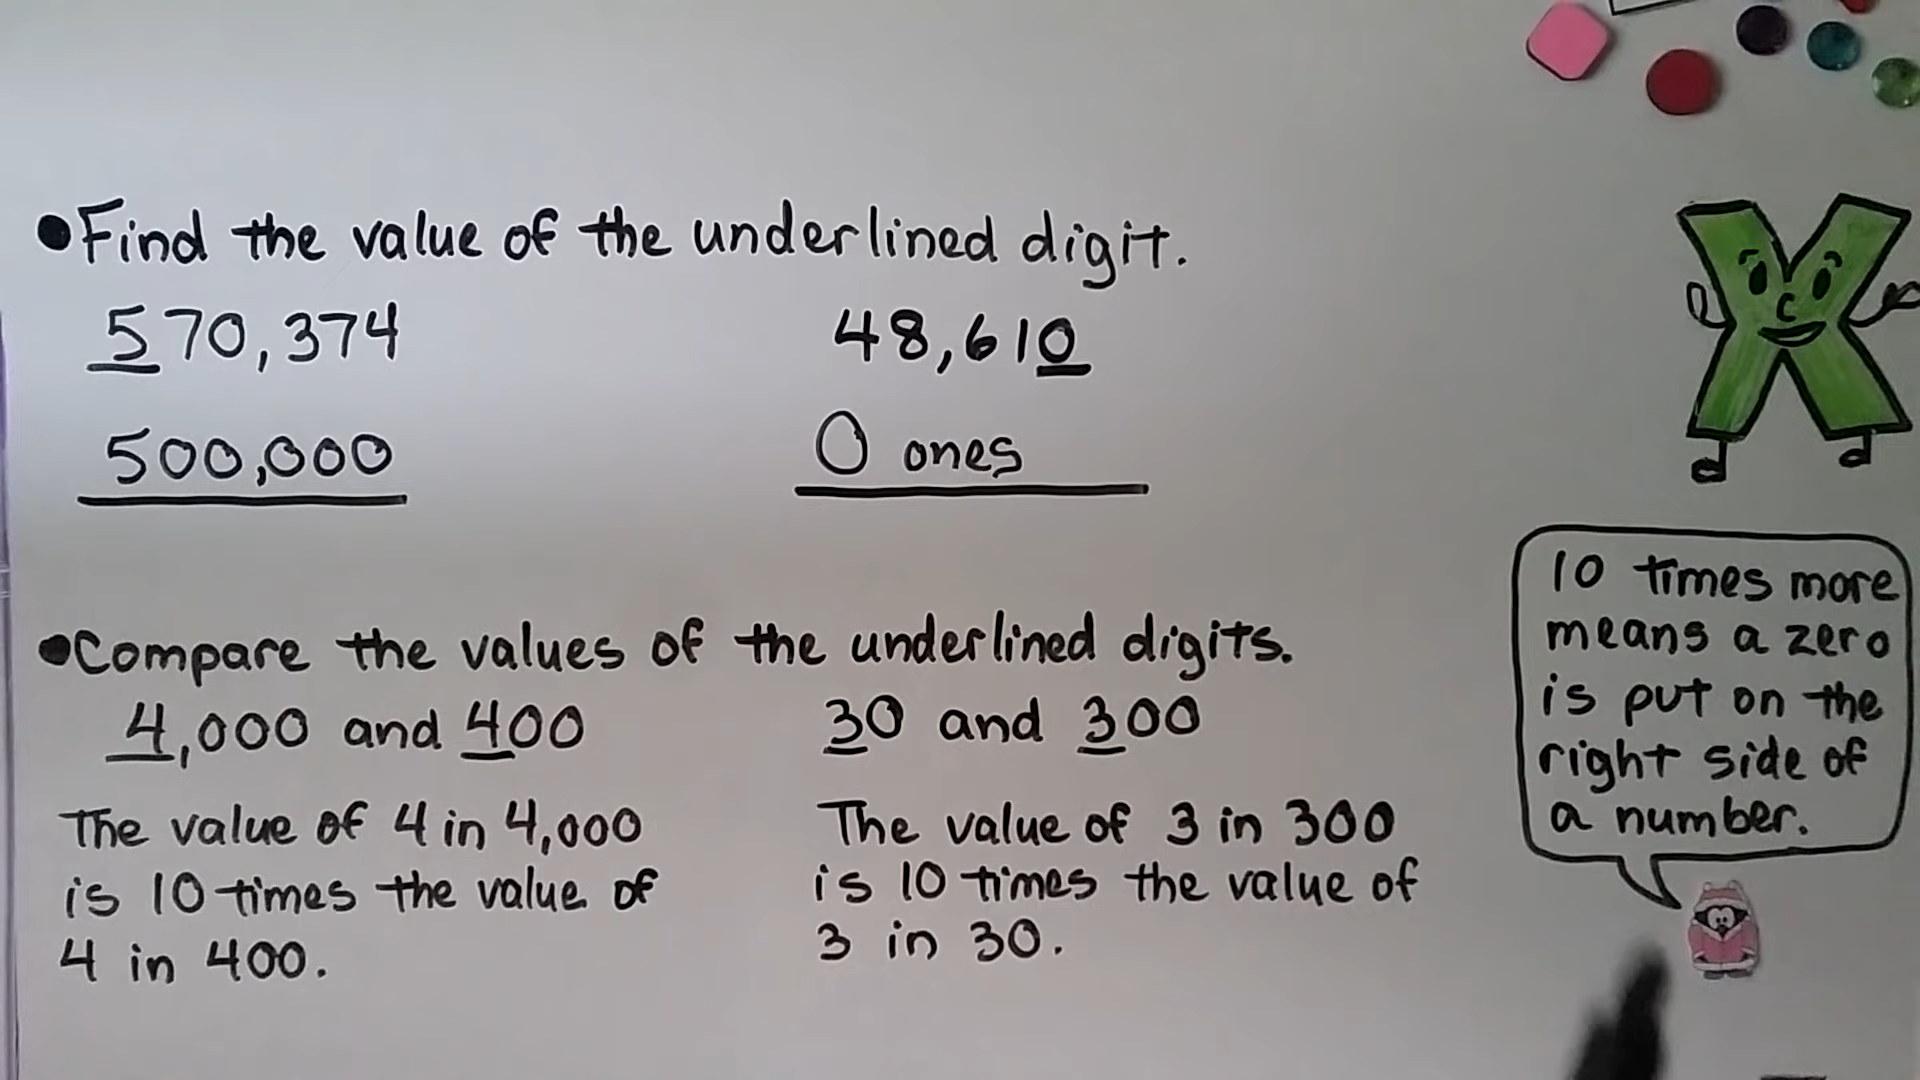 •Find the value of the underlined digit.
570,374
48,610
500,000
0 ones
•Compare the values of the underlined digits.
4,000 and 400
30 and 300
The value of 4 in 4,000
is 10 times the value of
4 in 400.
The value of 3 in 300
is 10 times the value of
3 in 30.
10 times more
means a zero
is put on the
right side of
a number.